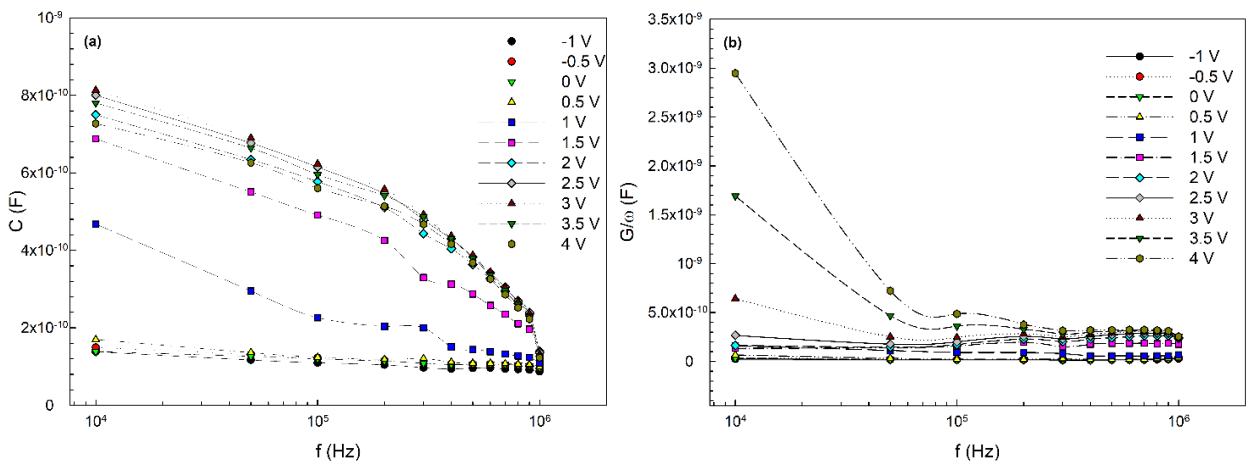 (a)
C (F)
10⁻⁹
8x10⁻¹⁰
6x10⁻¹⁰
4x10⁻¹⁰
2x10⁻¹⁰
0
10⁴
10⁵
10⁶
f (Hz)
-1 V
-0.5 V
0 V
0.5 V
1 V
1.5 V
2 V
2.5 V
3 V
3.5 V
4 V
(b)
G/ω (F)
3.5x10⁻⁹
3.0x10⁻⁹
2.5x10⁻⁹
2.0x10⁻⁹
1.5x10⁻⁹
10⁻⁹
5.0x10⁻¹⁰
0
10⁴
10⁵
10⁶
f (Hz)
-1 V
-0.5 V
0 V
0.5 V
1 V
1.5 V
2 V
2.5 V
3 V
3.5 V
4 V